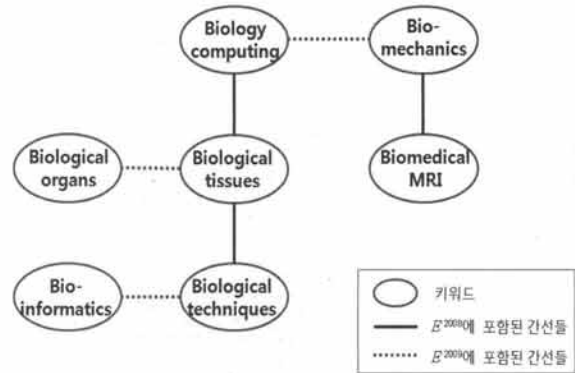 Biology
computing
Bio-
mechanics
Biological
organs
Biological
tissues
Biomedical
MRI
Bio-
informatics
Biological
techniques
키워드
E²⁰⁰⁸에 포함된 간선들
E²⁰⁰⁹에 포함된 간선들